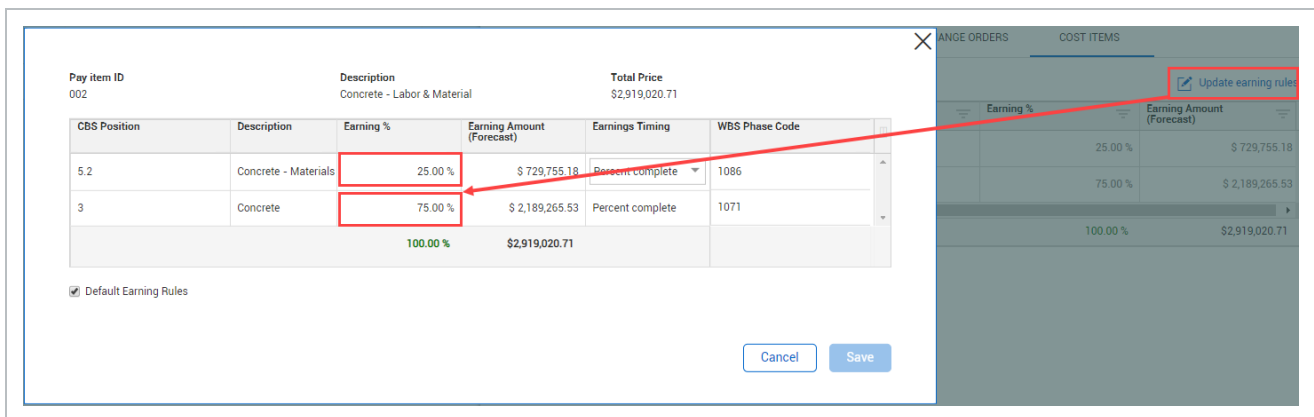 ANGE ORDERS COST ITEMS
Update earning rules
Pay item ID Description Total Price
002 Concrete - Labor & Material $2,919,020.71
CBS Position Description Earning % Earning Amount (Forecast) Earnings Timing WBS Phase Code
5.2 Concrete - Materials 25.00 % $ 729,755.18 Percent complete 1086
3 Concrete 75.00 % $ 2,189,265.53 Percent complete 1071
100.00 % $2,919,020.71
Default Earning Rules
Cancel Save
Earning % Earning Amount (Forecast)
25.00 % $ 729,755.18
75.00 % $ 2,189,265.53
100.00 % $2,919,020.71